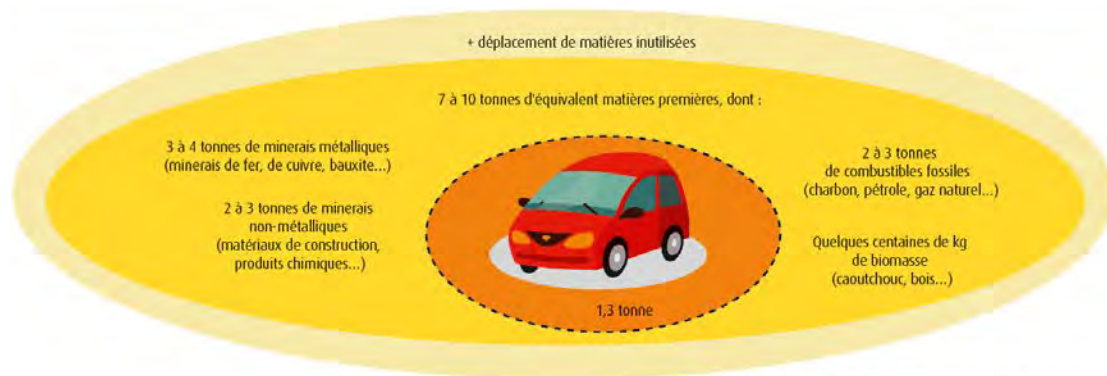 + déplacement de matières inutilisées
7 à 10 tonnes d'équivalent matières premières, dont :
3 à 4 tonnes de minerais métalliques
(minerais de fer, de cuivre, bauxite...)
2 à 3 tonnes de minerais
non-métalliques
(matériaux de construction,
produits chimiques...)
2 à 3 tonnes
de combustibles fossiles
(charbon, pétrole, gaz naturel...)
Quelques centaines de kg
de biomasse
(caoutchouc, bois...)
1,3 tonne